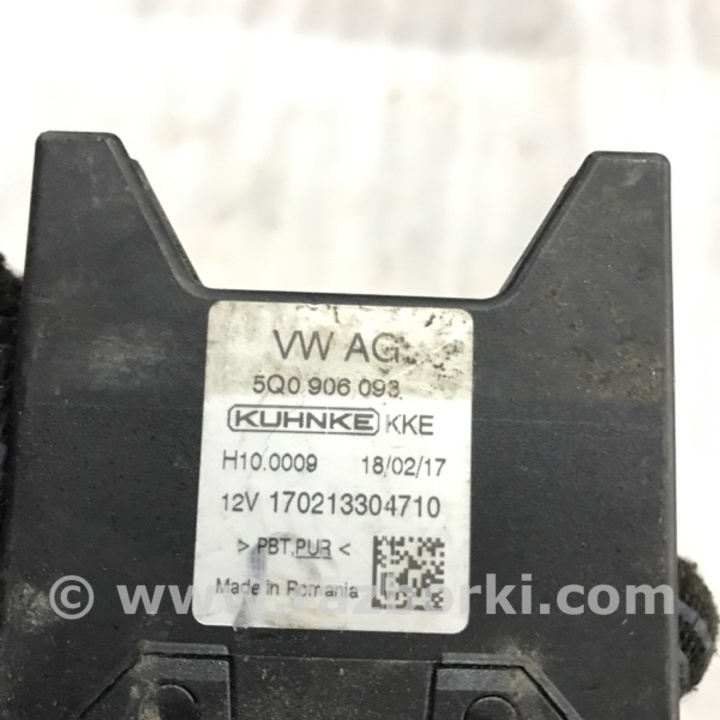 VW AG
5Q0 906 093
KUHNKE KKE
H10.0009 18/02/17
12V 170213304710
> PBT,PUR <
Made in Romania
© www.razborki.com